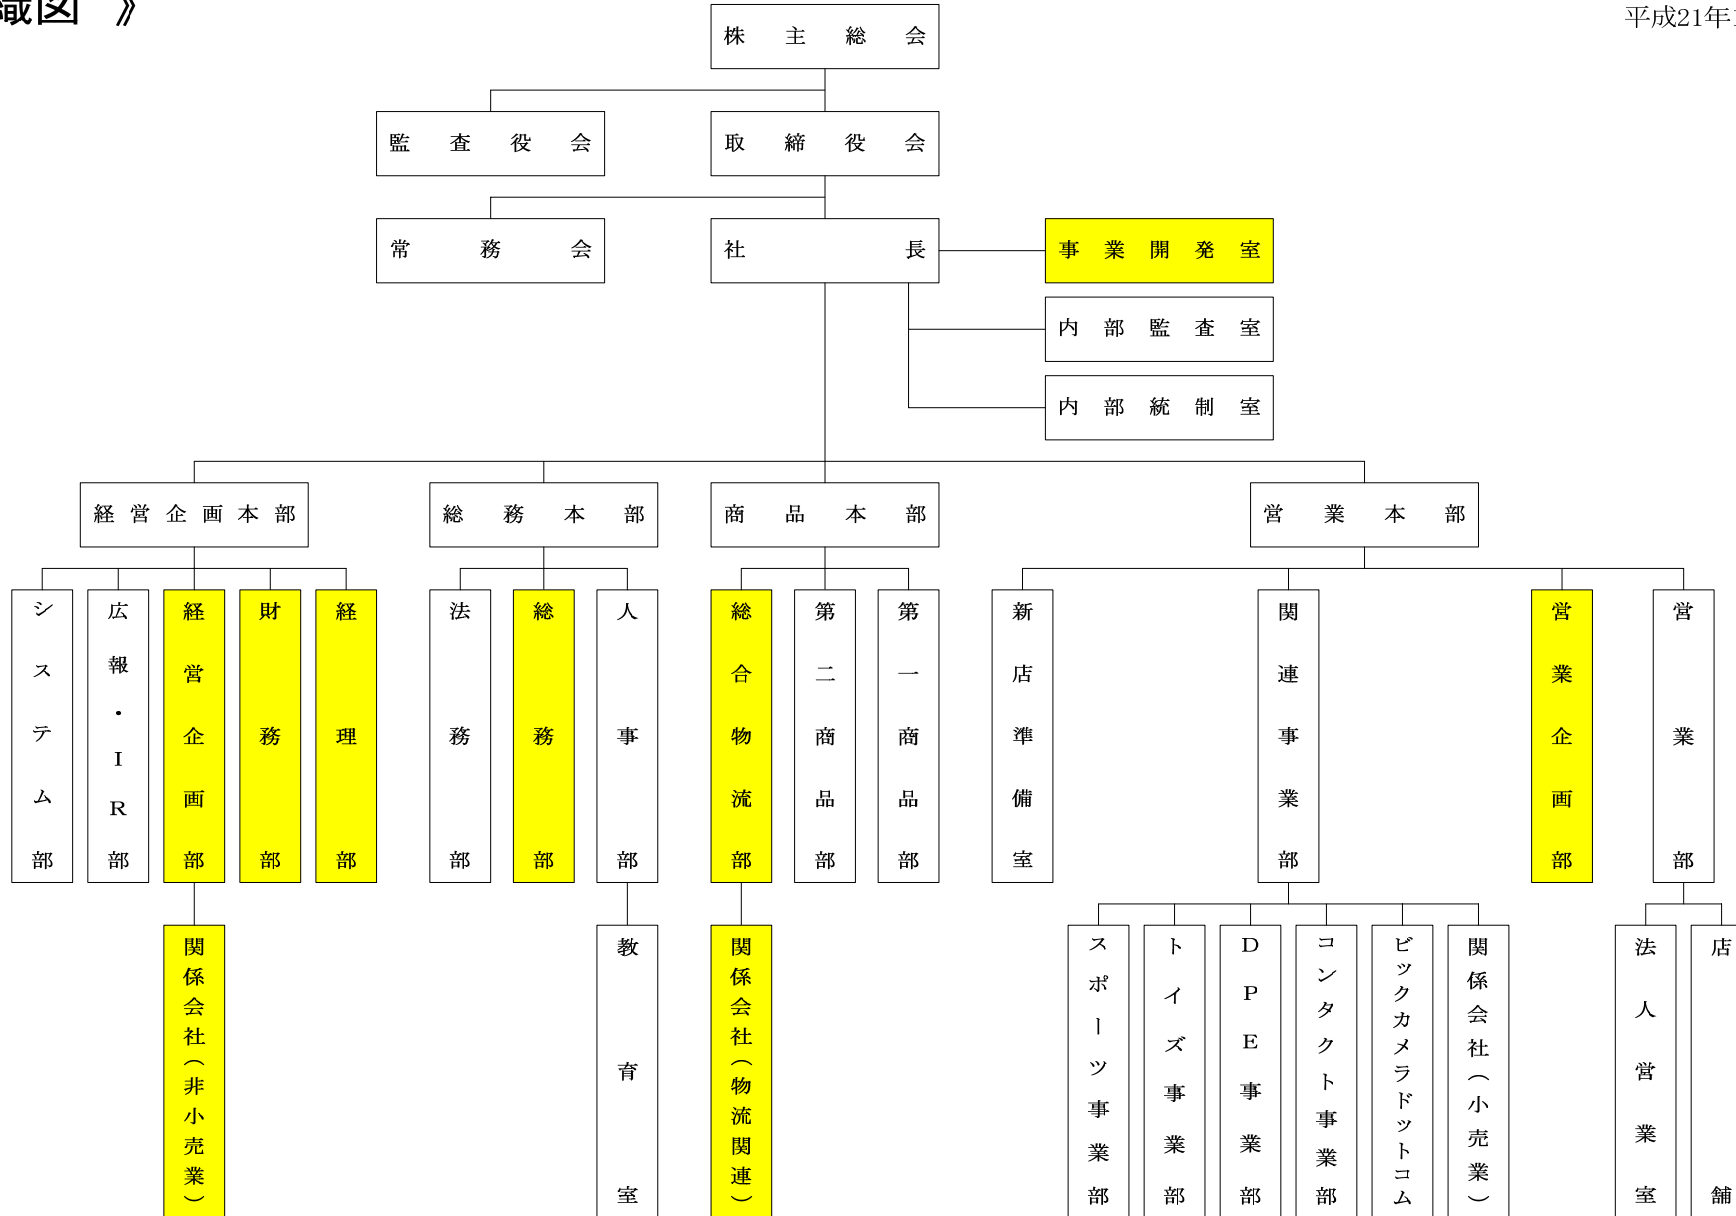 織図 》
平成21年1
株主総会
監査役会
取締役会
常務会
社長
事業開発室
内部監査室
内部統制室
経営企画本部
総務本部
商品本部
営業本部
システム部
広報・IR部
経営企画部
財務部
経理部
法務部
総務部
人事部
総合物流部
第二商品部
第一商品部
新店準備室
関連事業部
営業企画部
営業部
関係会社(非小売業)
教育室
関係会社(物流関連)
スポーツ事業部
トイズ事業部
DPE事業部
コンタクト事業部
ビックカメラドットコム
関係会社(小売業)
法人営業室
店舗